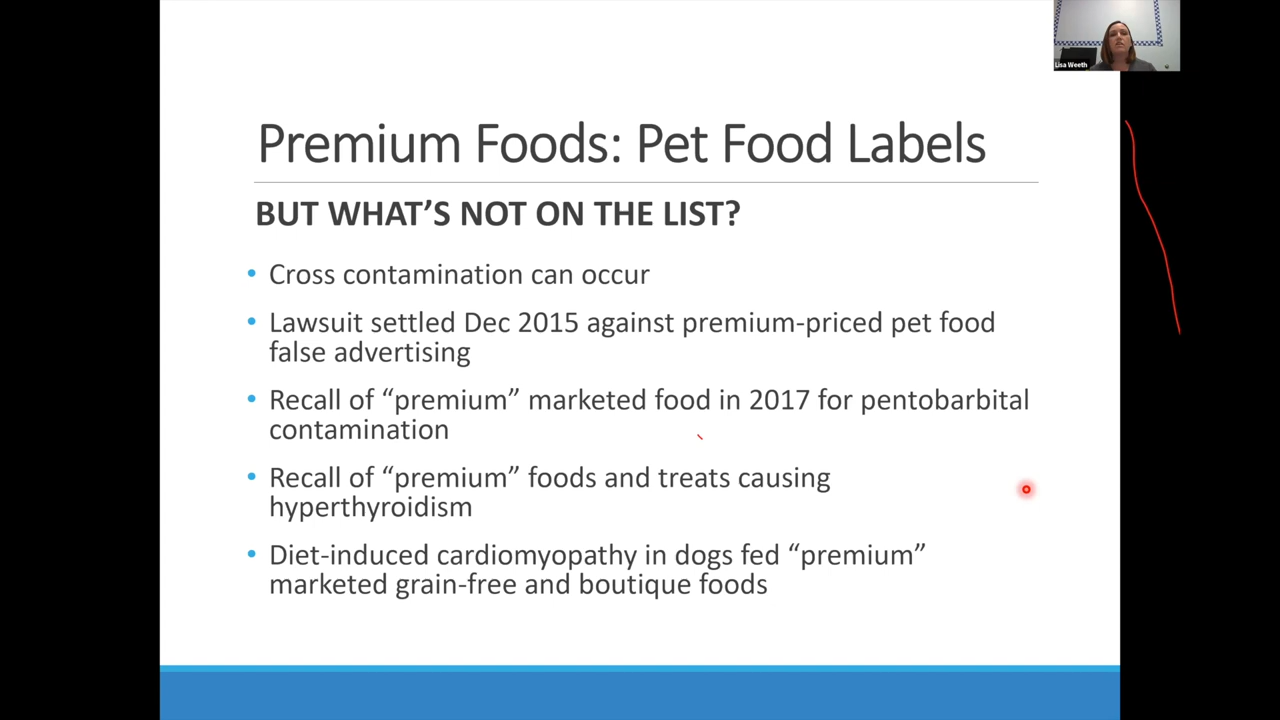 Lisa Weeth
Premium Foods: Pet Food Labels
BUT WHAT’S NOT ON THE LIST?
• Cross contamination can occur
• Lawsuit settled Dec 2015 against premium-priced pet food
false advertising
• Recall of “premium” marketed food in 2017 for pentobarbital
contamination
• Recall of “premium” foods and treats causing
hyperthyroidism
• Diet-induced cardiomyopathy in dogs fed “premium”
marketed grain-free and boutique foods